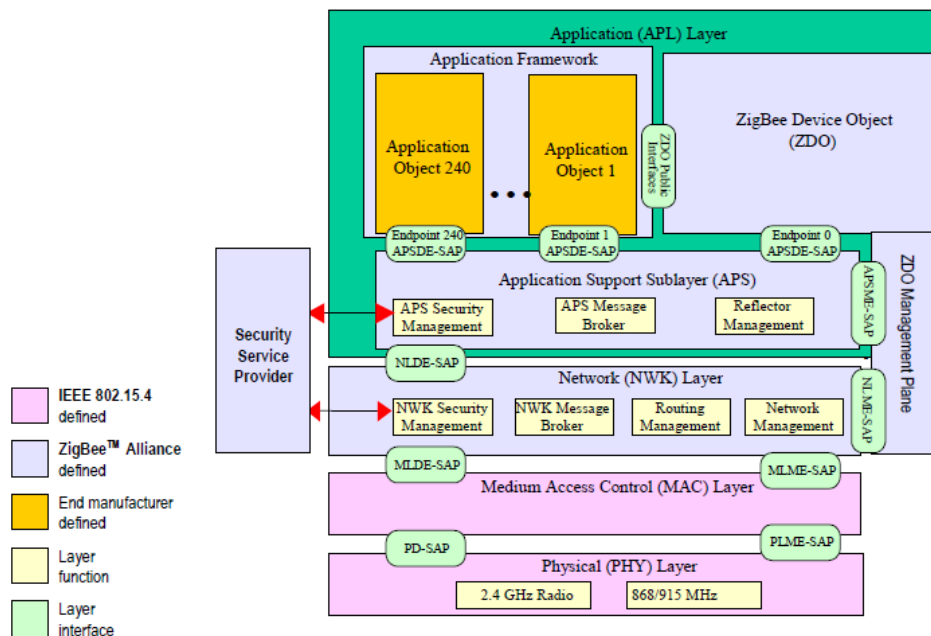 Application (APL) Layer
Application Framework
Application
Object 240
• • •
Application
Object 1
ZDO Public
Interfaces
ZigBee Device Object
(ZDO)
Endpoint 240
APSDE-SAP
Endpoint 1
APSDE-SAP
Endpoint 0
APSDE-SAP
Application Support Sublayer (APS)
APS Security
Management
APS Message
Broker
Reflector
Management
APSME-SAP
ZDO Management Plane
Security
Service
Provider
NLDE-SAP
Network (NWK) Layer
NWK Security
Management
NWK Message
Broker
Routing
Management
Network
Management
NLME-SAP
MLDE-SAP
MLME-SAP
Medium Access Control (MAC) Layer
PD-SAP
PLME-SAP
Physical (PHY) Layer
2.4 GHz Radio
868/915 MHz
IEEE 802.15.4
defined
ZigBee™ Alliance
defined
End manufacturer
defined
Layer
function
Layer
interface